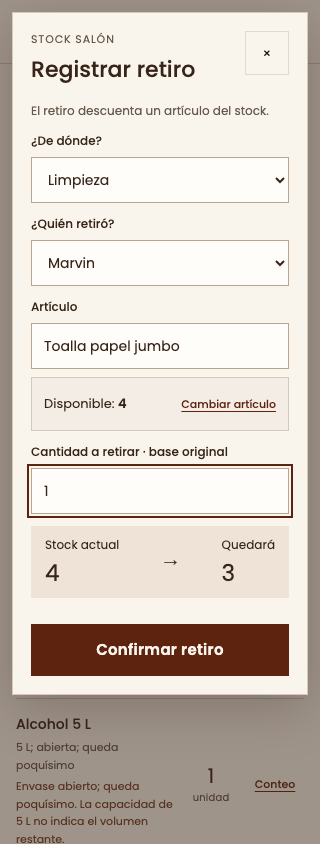 STOCK SALÓN
Registrar retiro
×
El retiro descuenta un artículo del stock.
¿De dónde?
Limpieza
¿Quién retiró?
Marvin
Artículo
Toalla papel jumbo
Disponible: 4
Cambiar artículo
Cantidad a retirar · base original
1
Stock actual
4
→
Quedará
3
Confirmar retiro
Alcohol 5 L
5 L; abierta; queda
poquísimo
Envase abierto; queda
poquísimo. La capacidad de
5 L no indica el volumen
restante.
1
unidad
Conteo